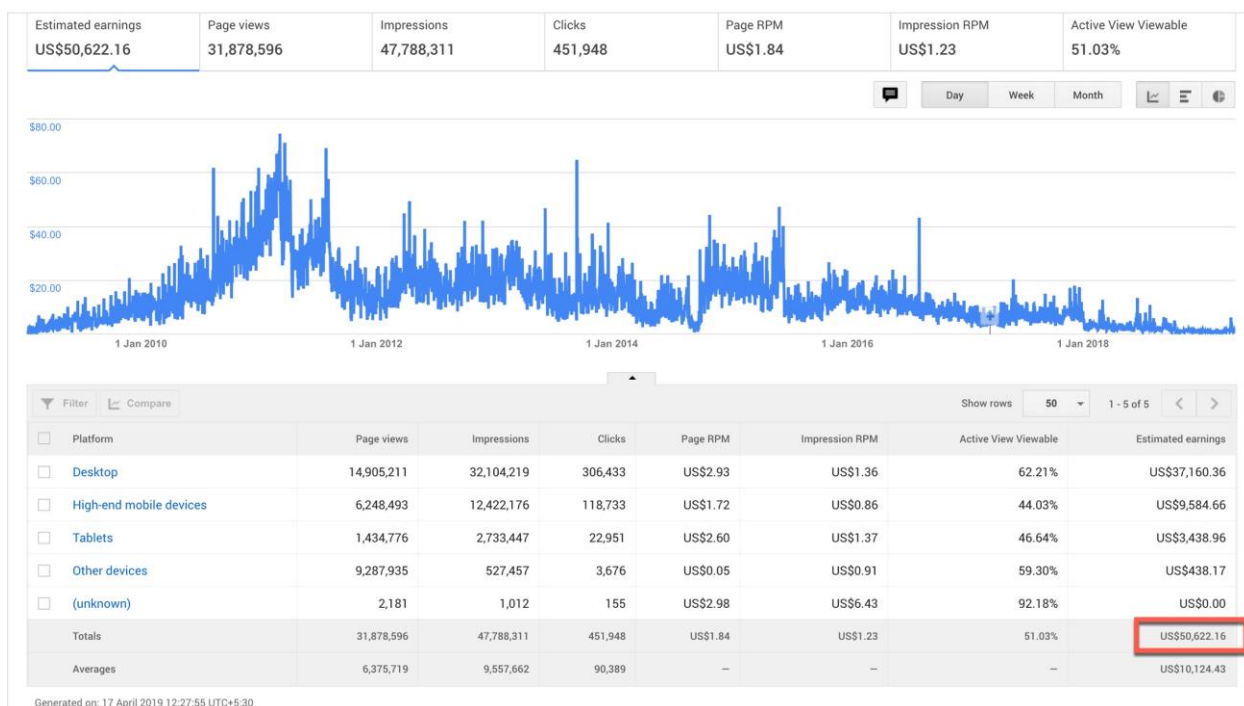 Estimated earnings Page views Impressions Clicks Page RPM Impression RPM Active View Viewable
US$50,622.16 31,878,596 47,788,311 451,948 US$1.84 US$1.23 51.03%
Day Week Month
$80.00
$60.00
$40.00
$20.00
1 Jan 2010 1 Jan 2012 1 Jan 2014 1 Jan 2016 1 Jan 2018
Filter Compare Show rows 50 1 - 5 of 5
Platform Page views Impressions Clicks Page RPM Impression RPM Active View Viewable Estimated earnings
Desktop 14,905,211 32,104,219 306,433 US$2.93 US$1.36 62.21% US$37,160.36
High-end mobile devices 6,248,493 12,422,176 118,733 US$1.72 US$0.86 44.03% US$9,584.66
Tablets 1,434,776 2,733,447 22,951 US$2.60 US$1.37 46.64% US$3,438.96
Other devices 9,287,935 527,457 3,676 US$0.05 US$0.91 59.30% US$438.17
(unknown) 2,181 1,012 155 US$2.98 US$6.43 92.18% US$0.00
Totals 31,878,596 47,788,311 451,948 US$1.84 US$1.23 51.03% US$50,622.16
Averages 6,375,719 9,557,662 90,389 – – – US$10,124.43
Generated on: 17 April 2019 12:27:55 UTC+5:30